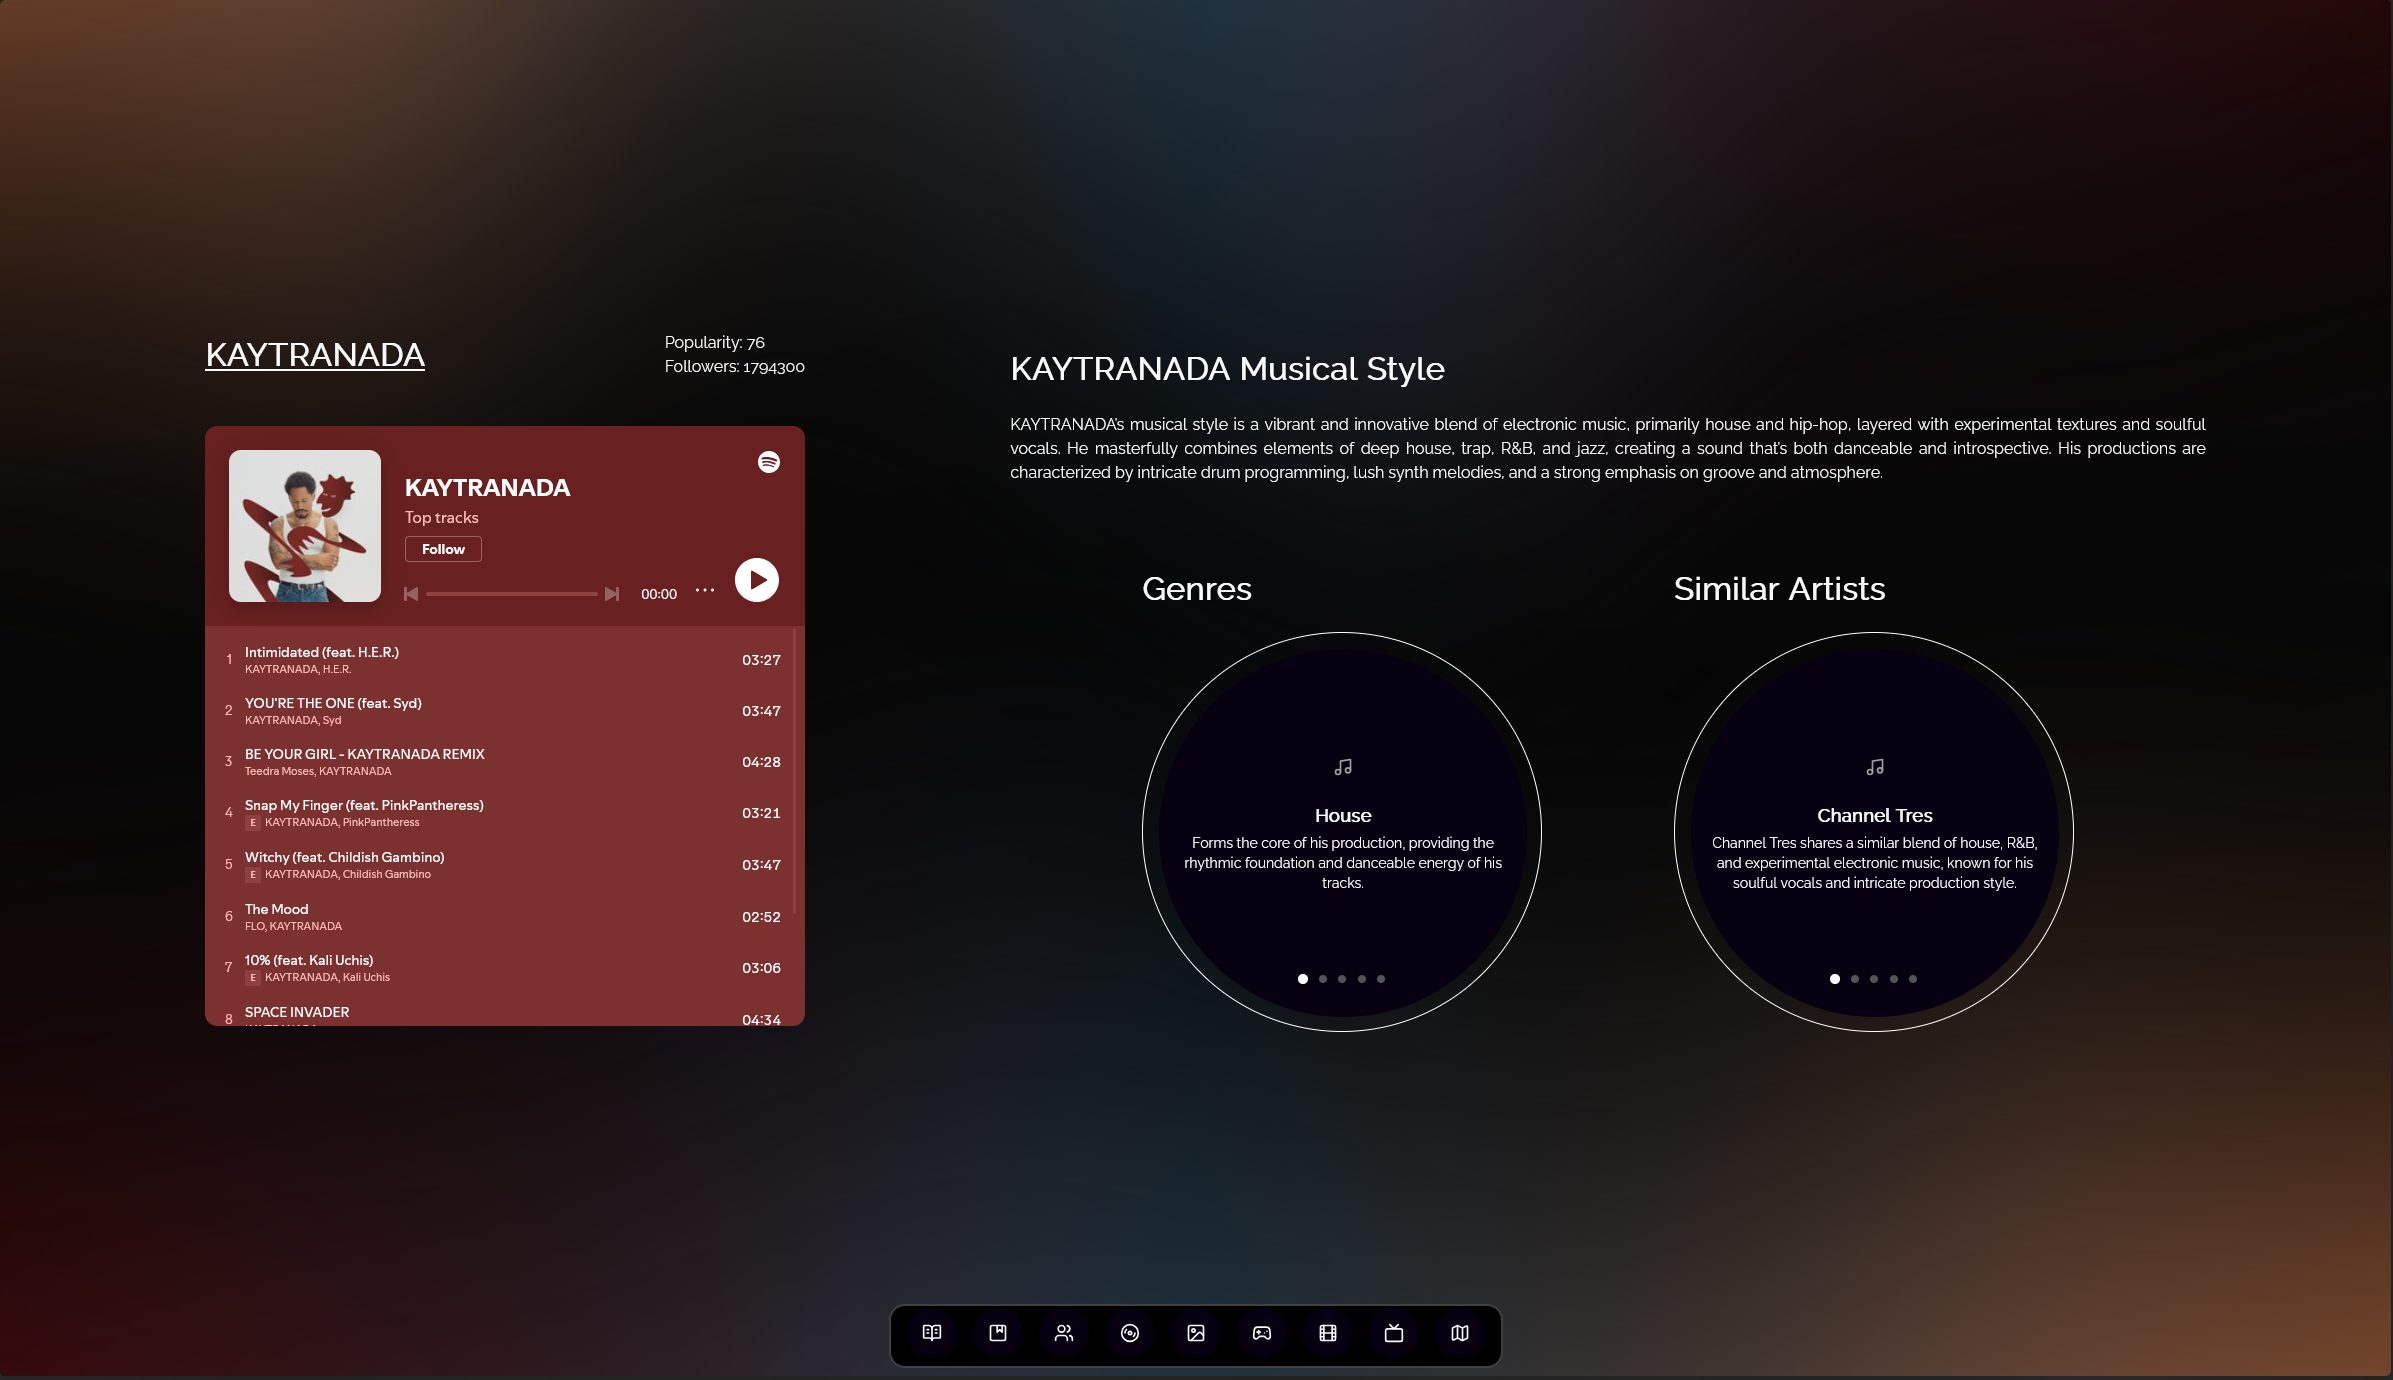 KAYTRANADA
Popularity: 76
Followers: 1794300
KAYTRANADA
Top tracks
Follow
00:00
1
Intimidated (feat. H.E.R.)
KAYTRANADA, H.E.R.
03:27
2
YOU'RE THE ONE (feat. Syd)
KAYTRANADA, Syd
03:47
3
BE YOUR GIRL - KAYTRANADA REMIX
Teedra Moses, KAYTRANADA
04:28
4
Snap My Finger (feat. PinkPantheress)
E KAYTRANADA, PinkPantheress
03:21
5
Witchy (feat. Childish Gambino)
E KAYTRANADA, Childish Gambino
03:47
6
The Mood
FLO, KAYTRANADA
02:52
7
10% (feat. Kali Uchis)
E KAYTRANADA, Kali Uchis
03:06
8
SPACE INVADER
04:34
KAYTRANADA Musical Style
KAYTRANADA's musical style is a vibrant and innovative blend of electronic music, primarily house and hip-hop, layered with experimental textures and soulful
vocals. He masterfully combines elements of deep house, trap, R&B, and jazz, creating a sound that's both danceable and introspective. His productions are
characterized by intricate drum programming, lush synth melodies, and a strong emphasis on groove and atmosphere.
Genres
House
Forms the core of his production, providing the
rhythmic foundation and danceable energy of his
tracks.
Similar Artists
Channel Tres
Channel Tres shares a similar blend of house, R&B,
and experimental electronic music, known for his
soulful vocals and intricate production style.